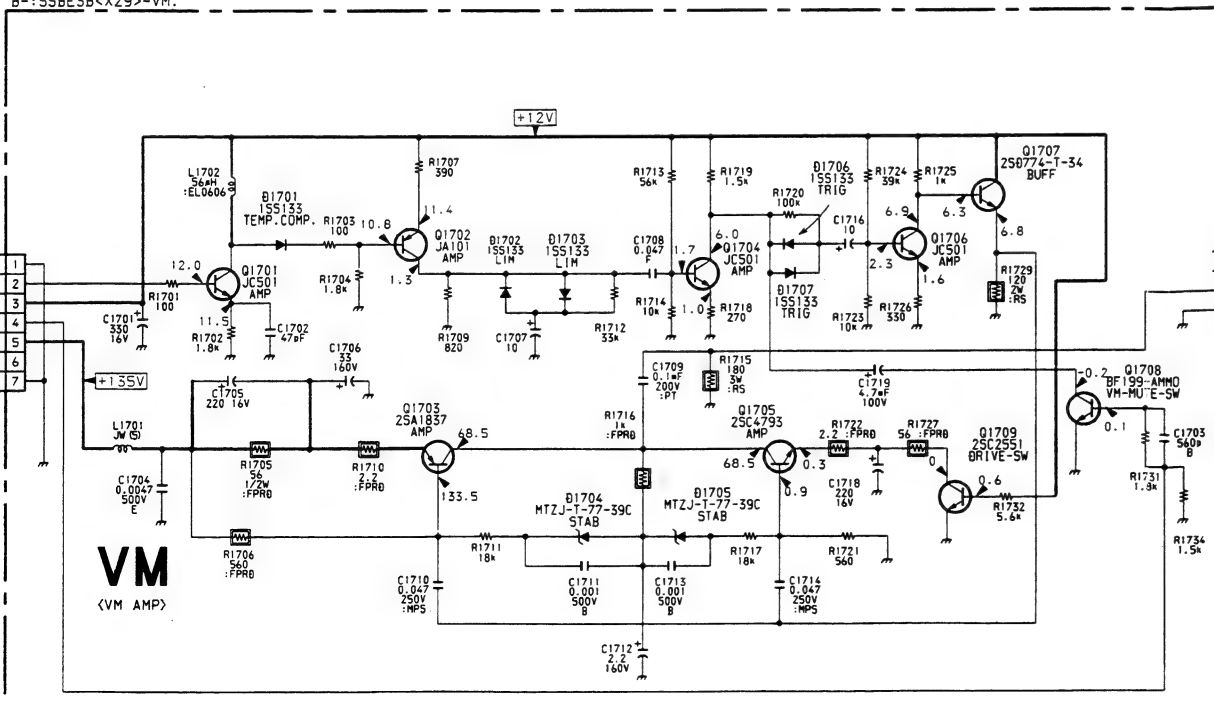 B-:SSBESB<X29>-VM.
+12V
L1702
56µH
:EL0606
D1701
1SS133
TEMP.COMP.
R1703
100
R1707
390
11.4
10.8
Q1702
JA101
AMP
1.3
D1702
1SS133
LIM
D1703
1SS133
LIM
C1708
0.047
F
R1713
56k
R1719
1.5k
D1706
1SS133
TRIG
R1720
100k
C1716
10
R1724
39k
R1725
1k
Q1707
2SD774-T-34
BUFF
6.9
6.3
6.8
6.0
1.7
Q1704
JC501
AMP
1.0
D1707
1SS133
TRIG
2.3
Q1706
JC501
AMP
1.6
R1729
120
2W
:RS
1
2
3
4
5
6
7
12.0
Q1701
JC501
AMP
R1701
100
11.5
R1704
1.8k
C1701
330
16V
R1702
1.8k
C1702
47pF
R1709
820
C1707
10
R1712
33k
R1714
10k
R1718
270
R1723
10k
R1726
330
+135V
C1705
220 16V
C1706
33
160V
C1709
0.1mF
200V
:PT
R1715
180
3W
:RS
C1719
4.7mF
100V
-0.2
Q1708
BF199-AMMO
VM-MUTE-SW
0.1
L1701
JW(5)
Q1703
2SA1837
AMP
68.5
R1716
1k
:FPRD
Q1705
2SC4793
AMP
68.5
0.3
R1722
2.2 :FPRD
R1727
56 :FPRD
Q1709
2SC2551
DRIVE-SW
0
0.6
C1703
560p
B
R1731
1.8k
R1734
1.5k
C1704
0.0047
500V
E
R1705
56
1/2W
:FPRD
R1710
2.2
:FPRD
133.5
0.9
C1718
220
16V
R1732
5.6k
D1704
MTZJ-T-77-39C
STAB
D1705
MTZJ-T-77-39C
STAB
R1706
560
:FPRD
R1711
18k
R1717
18k
R1721
560
VM
<VM AMP>
C1710
0.047
250V
:MPS
C1711
0.001
500V
B
C1713
0.001
500V
B
C1714
0.047
250V
:MPS
C1712
2.2
160V